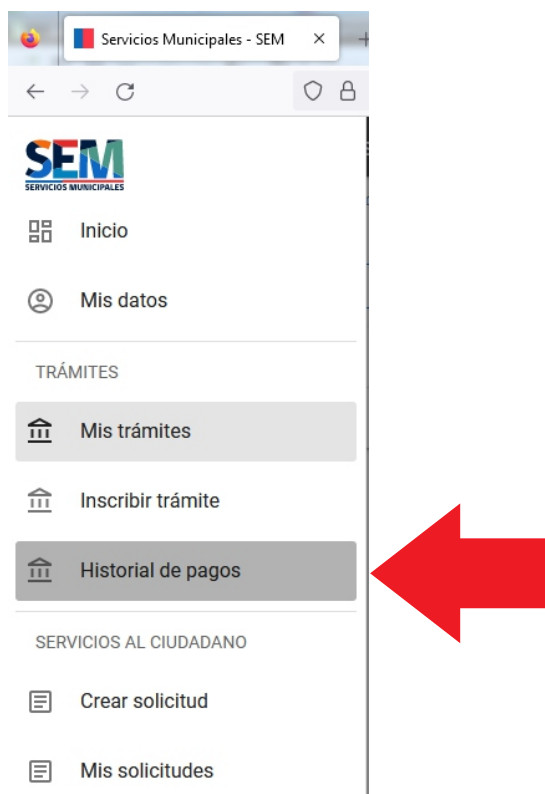 Servicios Municipales - SEM
SEM
SERVICIOS MUNICIPALES
Inicio
Mis datos
TRÁMITES
Mis trámites
Inscribir trámite
Historial de pagos
SERVICIOS AL CIUDADANO
Crear solicitud
Mis solicitudes